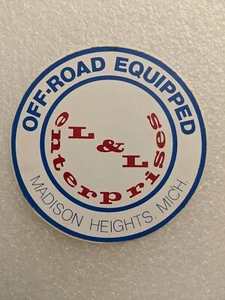 OFF-ROAD EQUIPPED
L & L
enterprises
MADISON HEIGHTS, MICH.